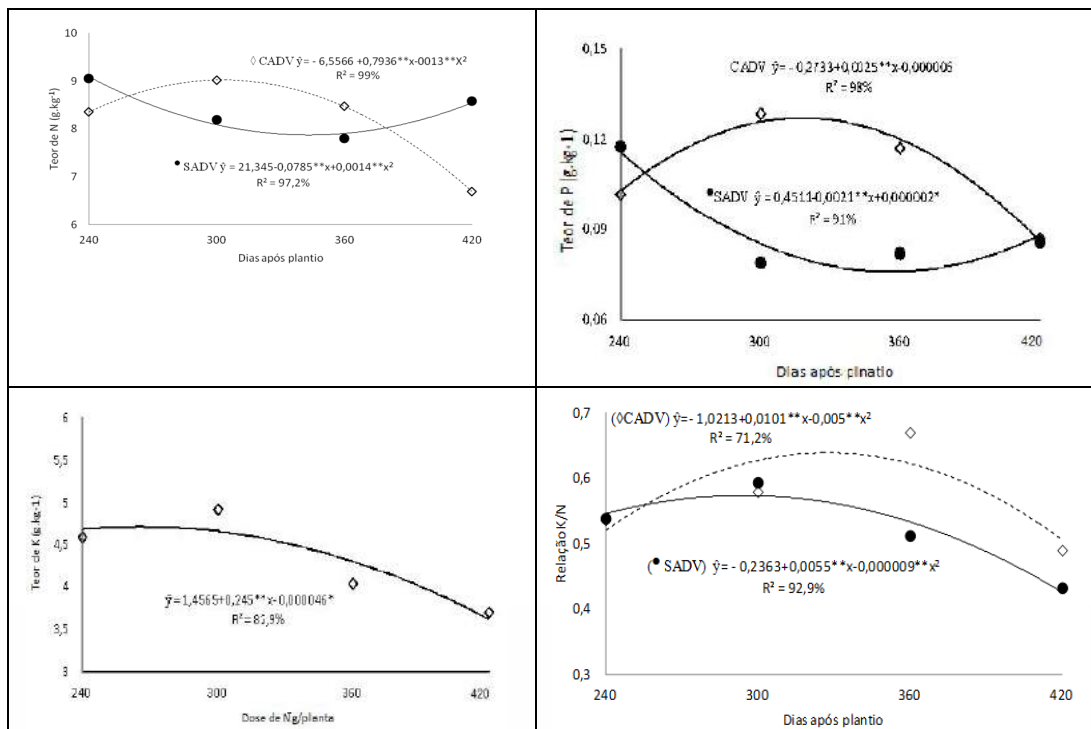 10
9
8
7
6
Teor de N (g.kg⁻¹)
◊ CADV ŷ= - 6,5566 +0,7936**x-0013**X²
R² = 99%
• SADV ŷ = 21,345-0,0785**x+0,0014**x²
R² = 97,2%
240 300 360 420
Dias após plantio
0,15
0,12
0,09
0,06
Teor de P (g.kg-1)
CADV ŷ= -0,2733+0,0025**x-0,000006
R² = 98%
•SADV ŷ = 0,4511-0,0021**x+0,000002*
R² = 91%
240 300 360 420
Dias após plnatio
6
5,5
5
4,5
4
3,5
3
Teor de K (g.kg-1)
ŷ=1,4565+0,245**x-0,000046*
240 300 360 420
Dose de Ng/planta
0,7
0,6
0,5
0,4
0,3
Relação K/N
(◊CADV) ŷ= - 1,0213+0,0101**x-0,005**x²
R² = 71,2%
(• SADV) ŷ= - 0,2363+0,0055**x-0,000009**x²
R² = 92,9%
240 300 360 420
Dias após plantio